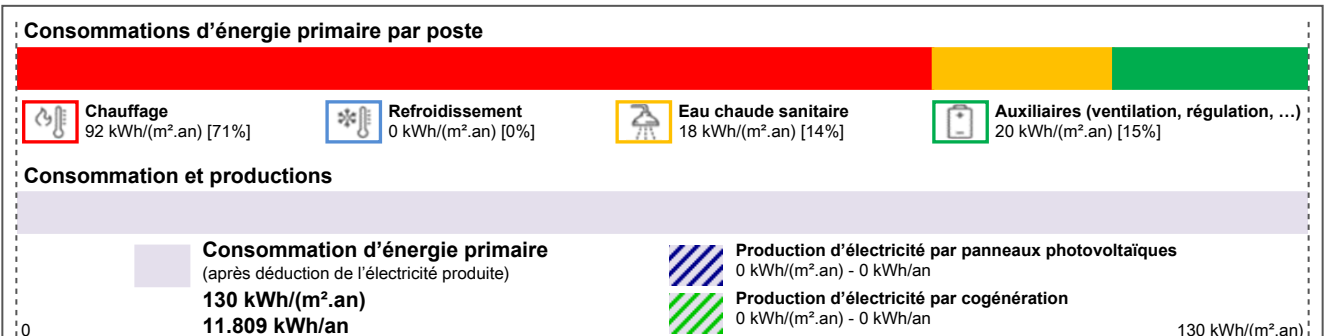 Consommations d’énergie primaire par poste
Chauffage
92 kWh/(m².an) [71%]
Refroidissement
0 kWh/(m².an) [0%]
Eau chaude sanitaire
18 kWh/(m².an) [14%]
Auxiliaires (ventilation, régulation, …)
20 kWh/(m².an) [15%]
Consommation et productions
Consommation d’énergie primaire
(après déduction de l’électricité produite)
130 kWh/(m².an)
11.809 kWh/an
Production d’électricité par panneaux photovoltaïques
0 kWh/(m².an) - 0 kWh/an
Production d’électricité par cogénération
0 kWh/(m².an) - 0 kWh/an
0
130 kWh/(m².an)